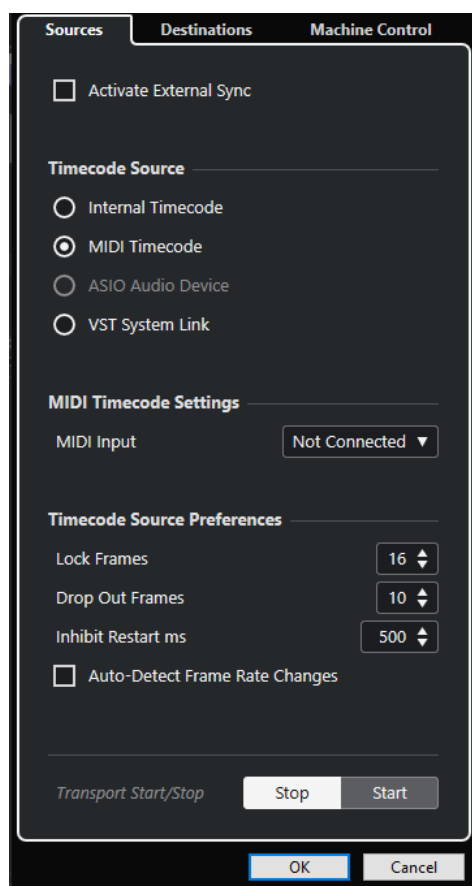 Sources Destinations Machine Control
Activate External Sync
Timecode Source
Internal Timecode
MIDI Timecode
ASIO Audio Device
VST System Link
MIDI Timecode Settings
MIDI Input Not Connected
Timecode Source Preferences
Lock Frames 16
Drop Out Frames 10
Inhibit Restart ms 500
Auto-Detect Frame Rate Changes
Transport Start/Stop Stop Start
OK Cancel